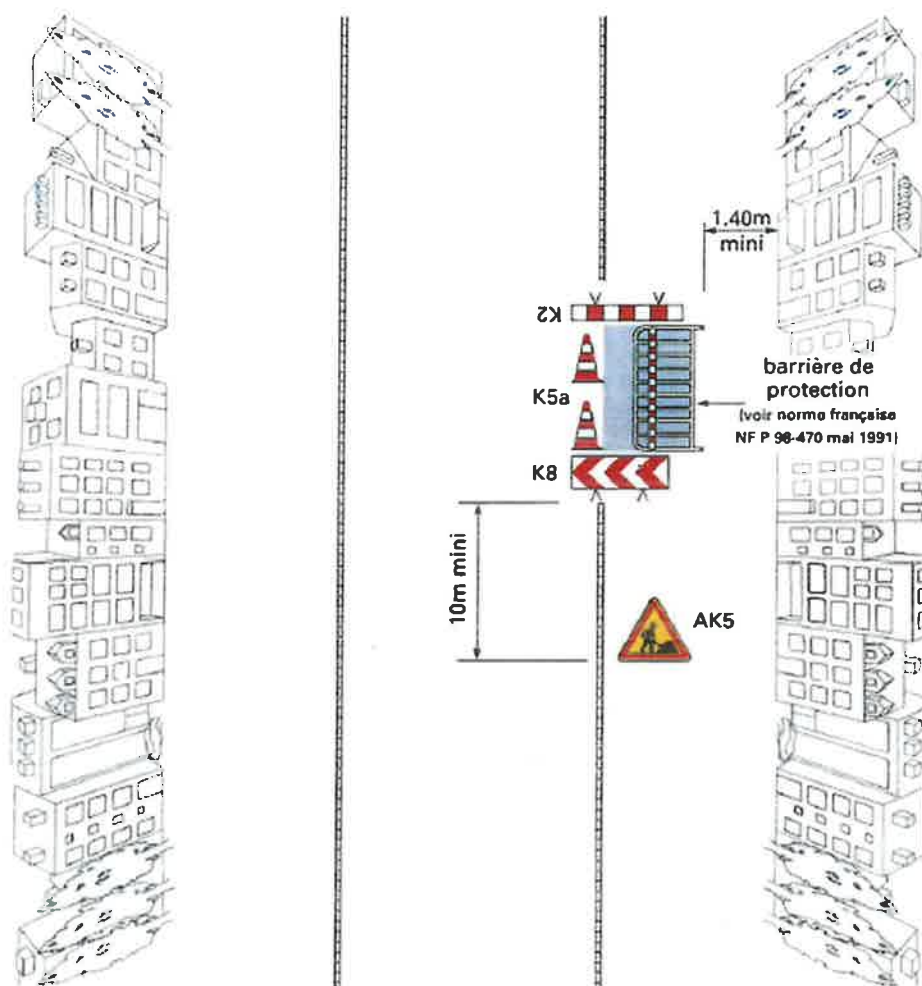 1.40m
mini
K2
K5a
barrière de
protection
(voir norme française
NF P 98-470 mai 1991)
K8
10m mini
AK5